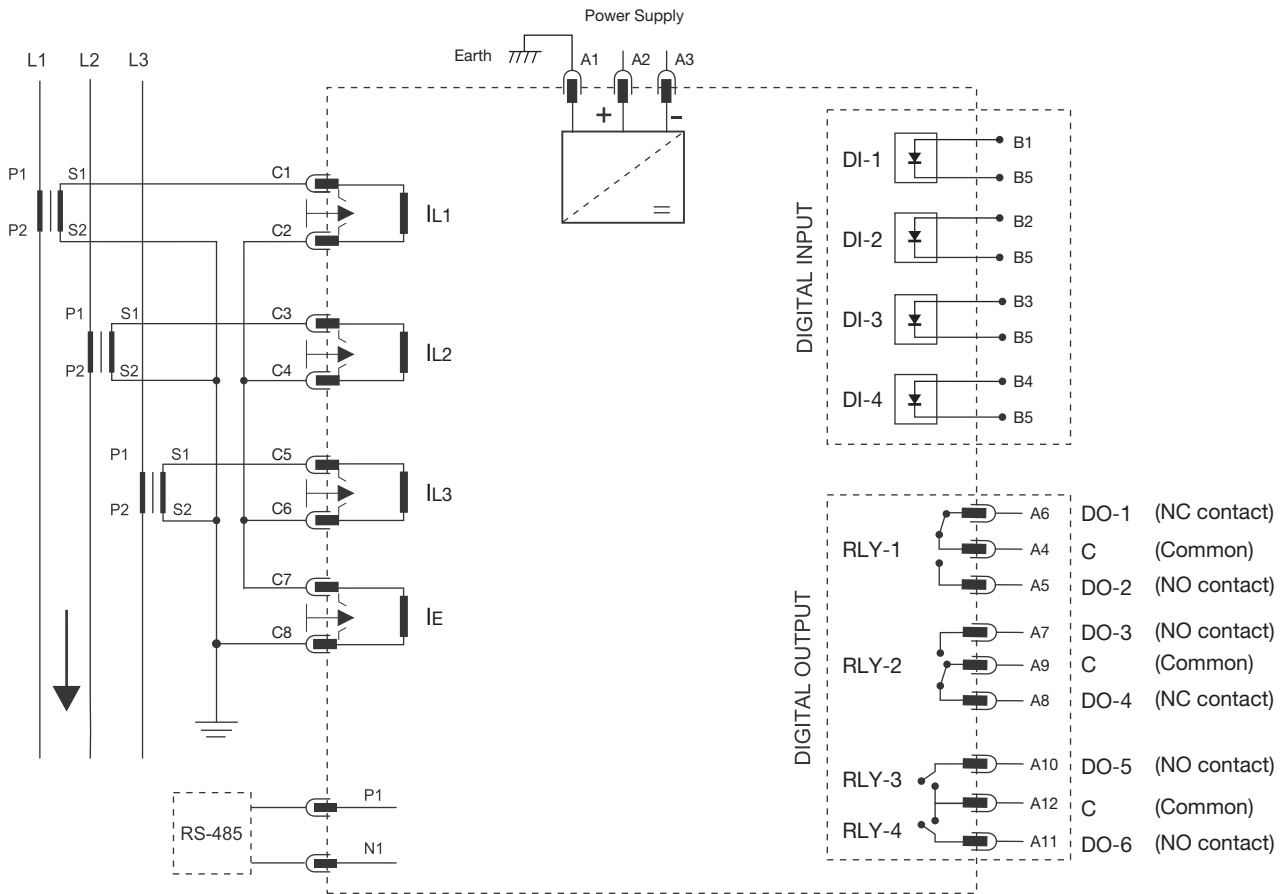 Power Supply
Earth A1 A2 A3
+ -
L1 L2 L3
P1 S1 C1 IL1
P2 S2 C2
P1 S1 C3 IL2
P2 S2 C4
P1 S1 C5 IL3
P2 S2 C6
C7 IE
C8
RS-485 P1
N1
DIGITAL INPUT
DI-1 B1
B5
DI-2 B2
B5
DI-3 B3
B5
DI-4 B4
B5
DIGITAL OUTPUT
RLY-1 A6 DO-1 (NC contact)
A4 C (Common)
A5 DO-2 (NO contact)
RLY-2 A7 DO-3 (NO contact)
A9 C (Common)
A8 DO-4 (NC contact)
RLY-3 A10 DO-5 (NO contact)
A12 C (Common)
RLY-4 A11 DO-6 (NO contact)